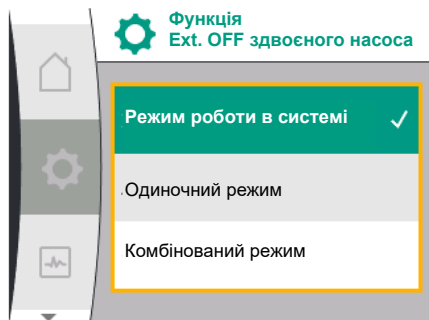 Функція
Ext. OFF здвоєного насоса
Режим роботи в системі
Одиночний режим
Комбінований режим